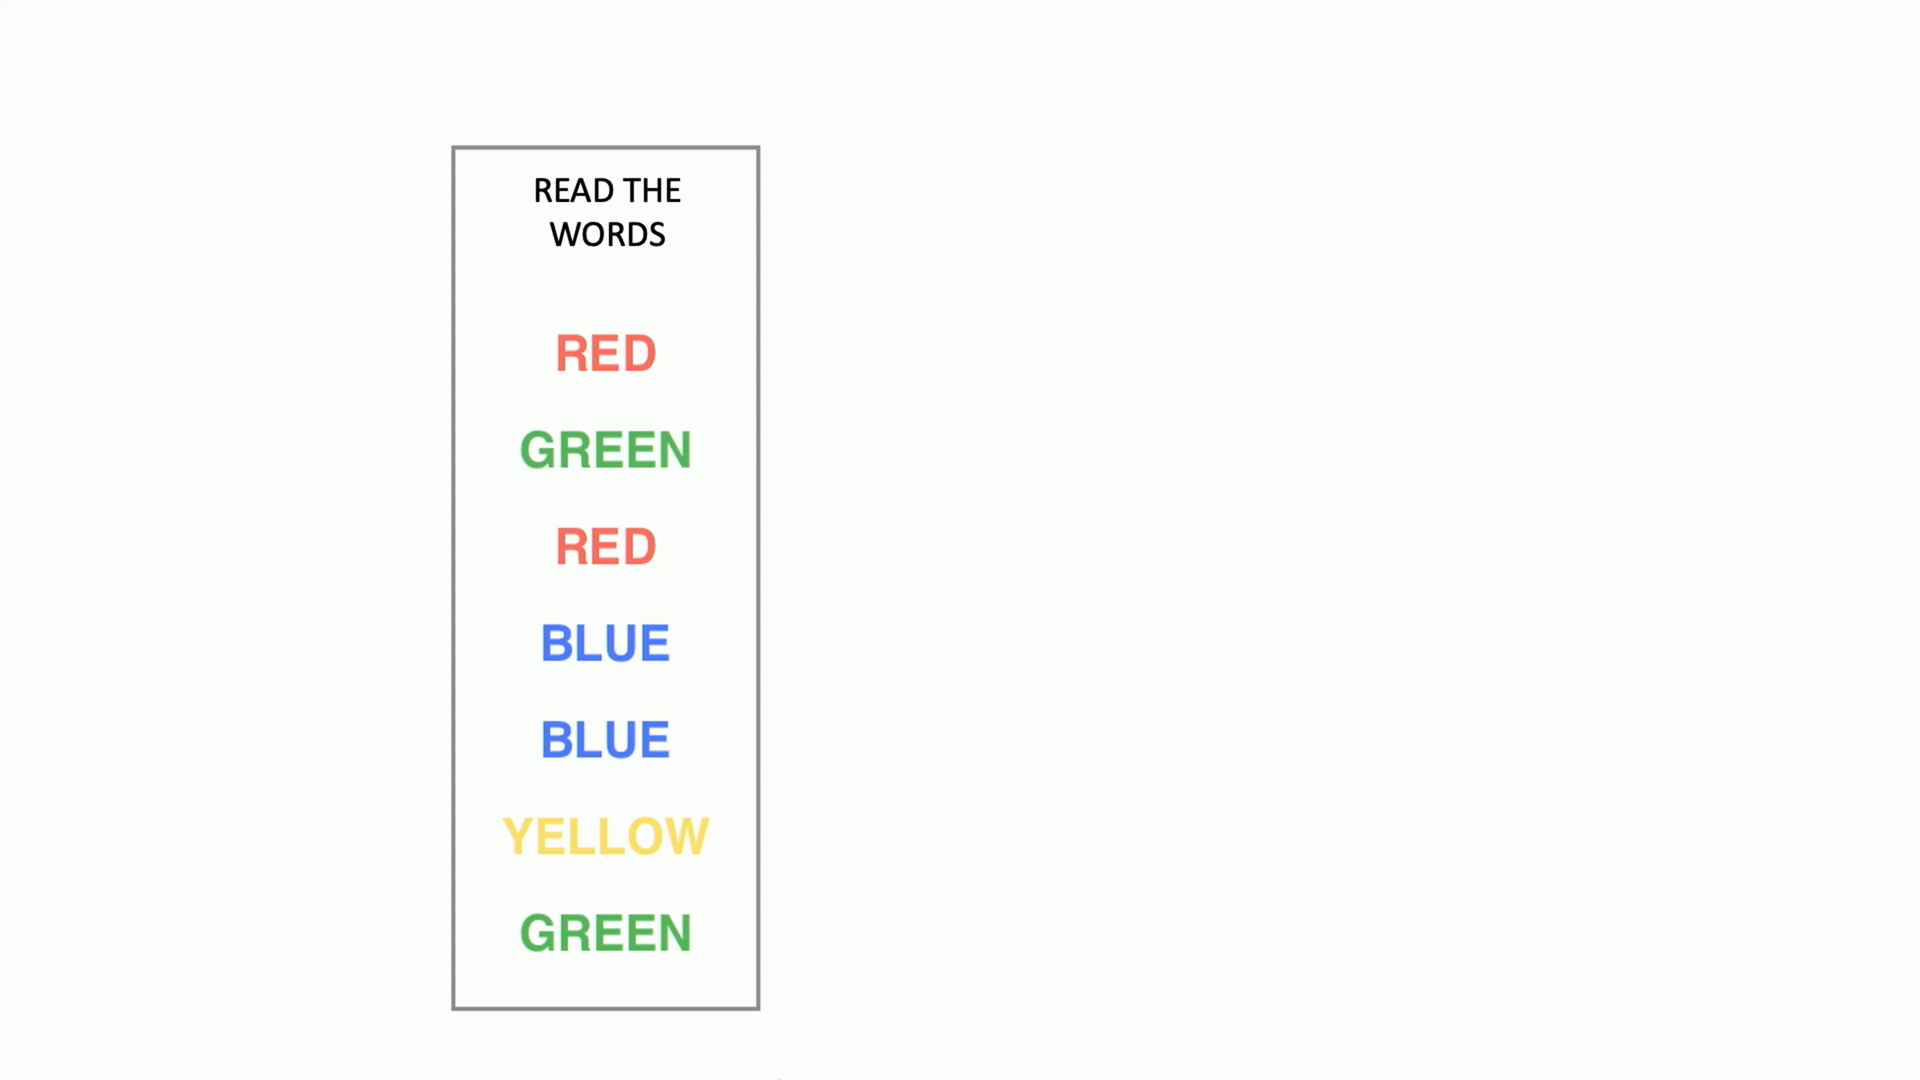 READ THE
WORDS
RED
GREEN
RED
BLUE
BLUE
YELLOW
GREEN